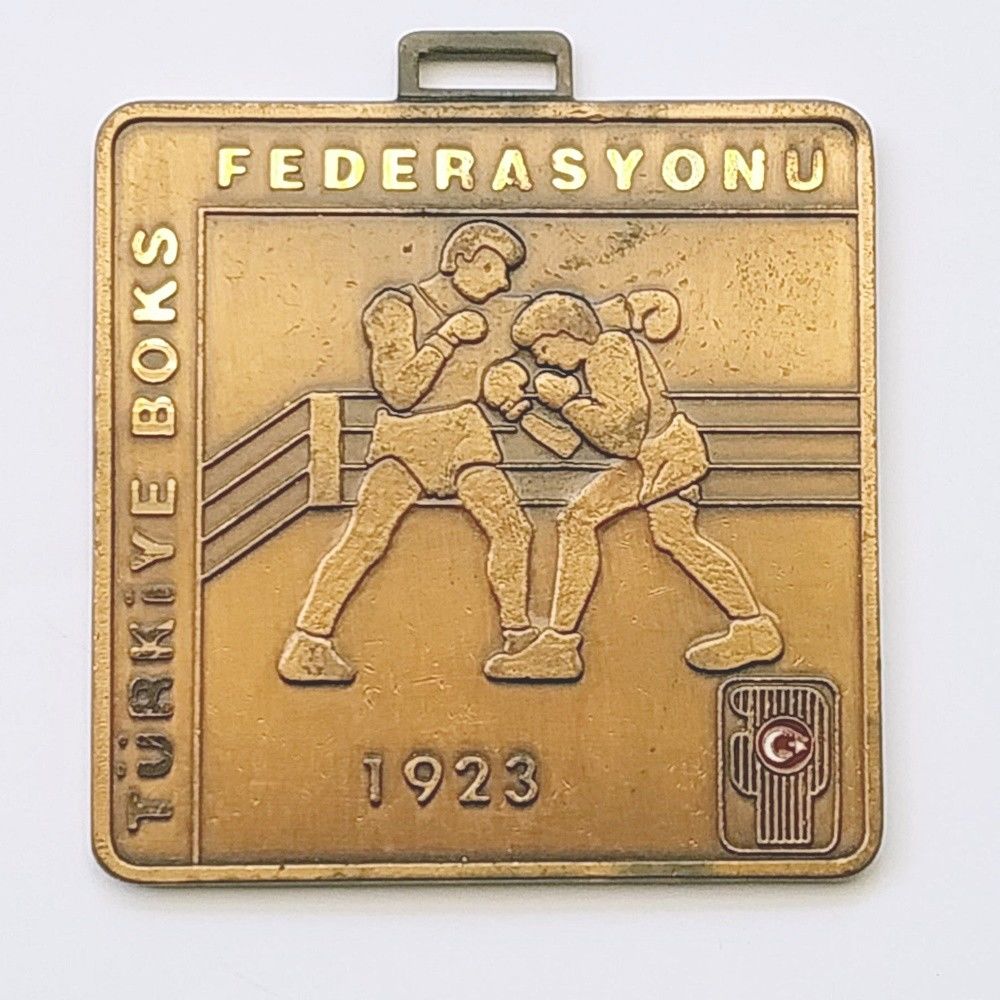 TÜRKİYE BOKS
FEDERASYONU
1923